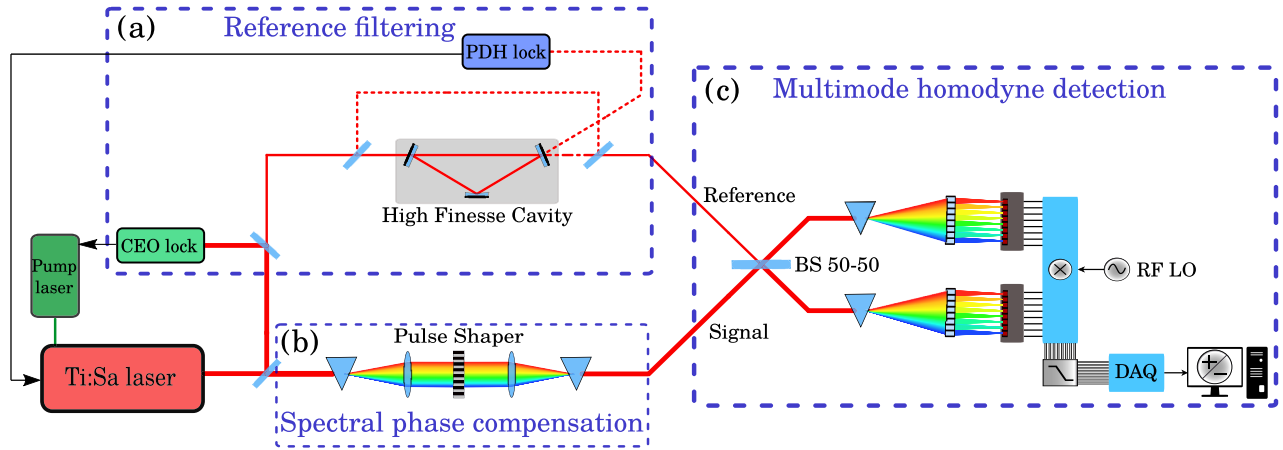 (a)
Reference filtering
PDH lock
High Finesse Cavity
CEO lock
Pump
laser
Ti:Sa laser
(b)
Pulse Shaper
Spectral phase compensation
(c)
Multimode homodyne detection
Reference
BS 50-50
Signal
RF LO
DAQ